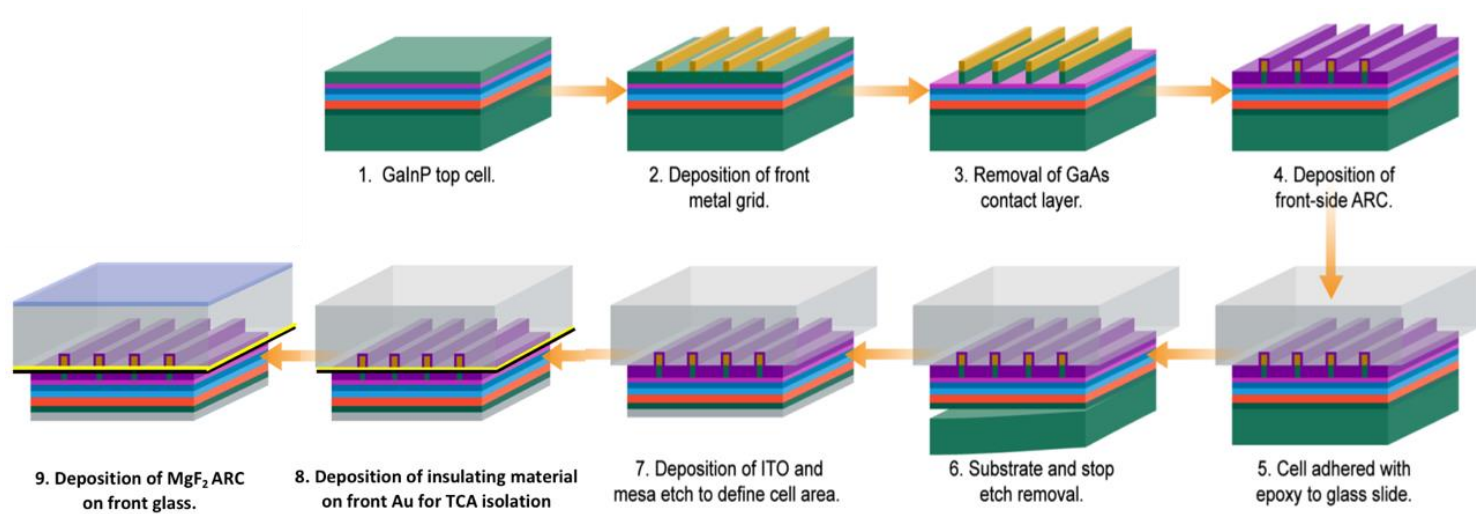 1. GaInP top cell.
2. Deposition of front
metal grid.
3. Removal of GaAs
contact layer.
4. Deposition of
front-side ARC.
5. Cell adhered with
epoxy to glass slide.
6. Substrate and stop
etch removal.
7. Deposition of ITO and
mesa etch to define cell area.
8. Deposition of insulating material
on front Au for TCA isolation
9. Deposition of MgF₂ ARC
on front glass.